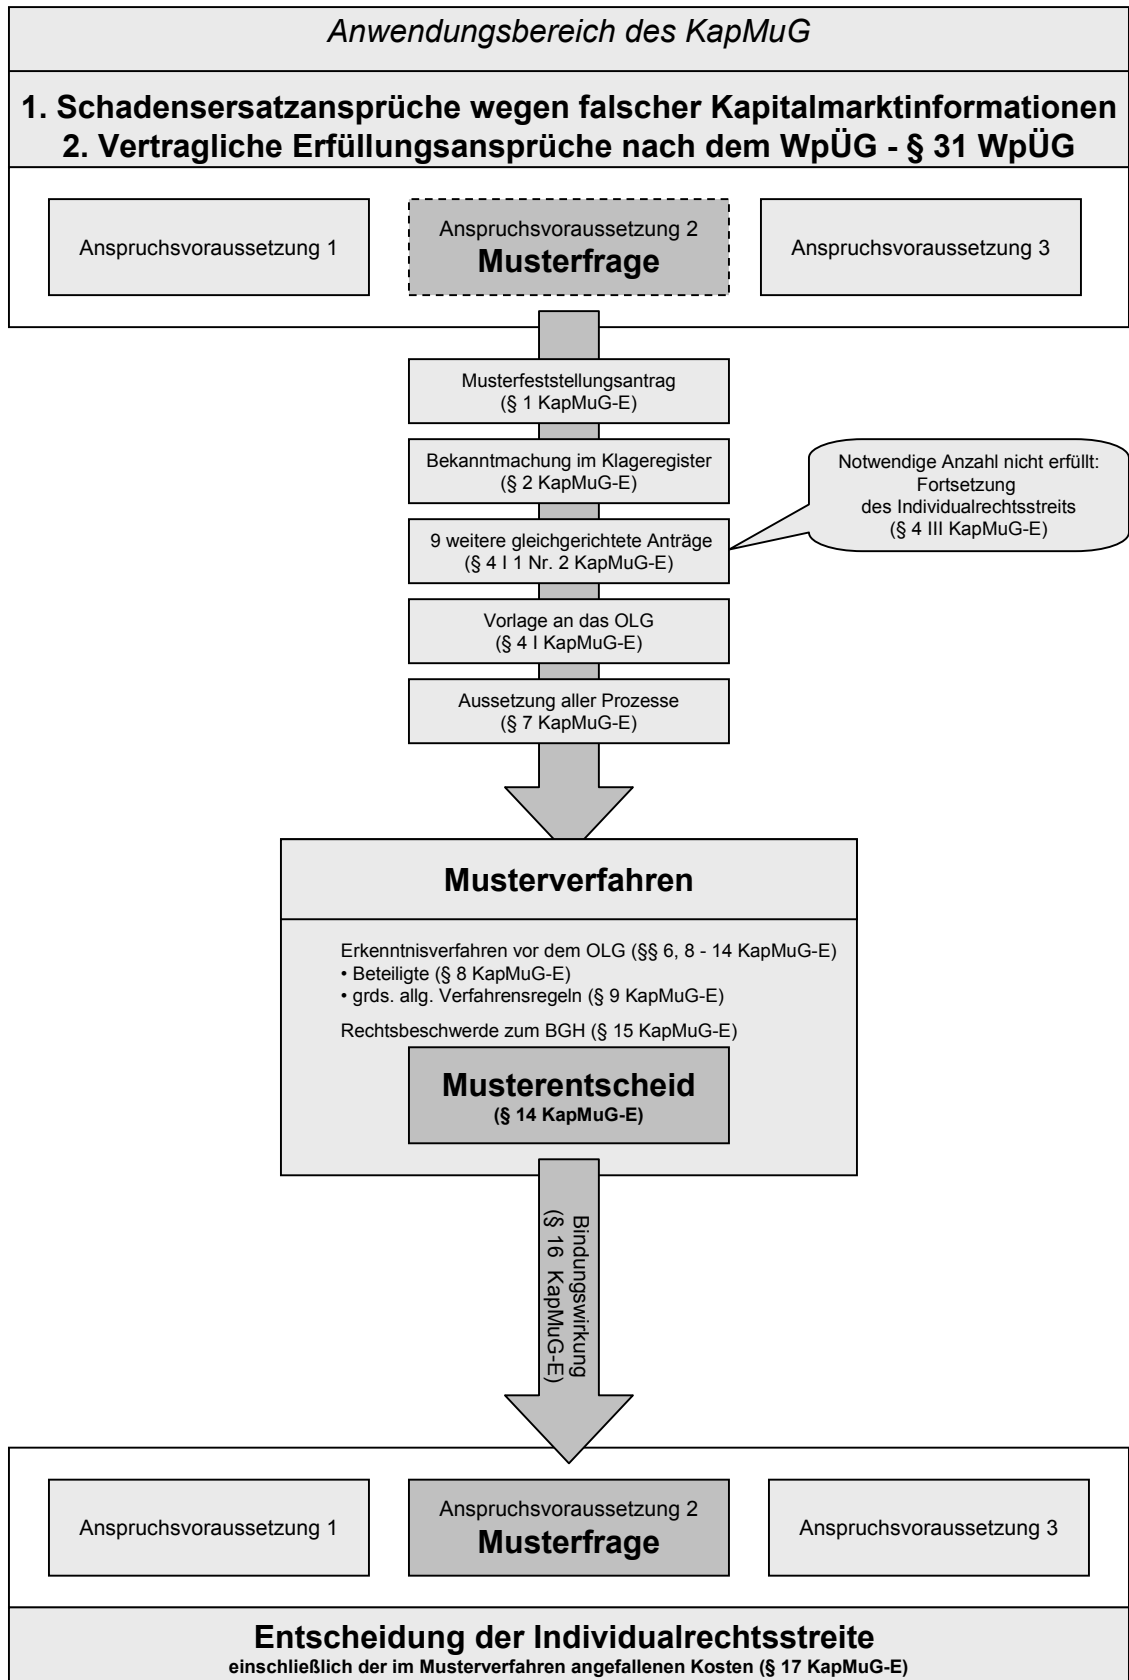 Anwendungsbereich des KapMuG
1. Schadensersatzansprüche wegen falscher Kapitalmarktinformationen
2. Vertragliche Erfüllungsansprüche nach dem WpÜG - § 31 WpÜG
Anspruchsvoraussetzung 1
Anspruchsvoraussetzung 2
Musterfrage
Anspruchsvoraussetzung 3
Musterfeststellungsantrag
(§ 1 KapMuG-E)
Bekanntmachung im Klageregister
(§ 2 KapMuG-E)
9 weitere gleichgerichtete Anträge
(§ 4 I 1 Nr. 2 KapMuG-E)
Notwendige Anzahl nicht erfüllt:
Fortsetzung
des Individualrechtsstreits
(§ 4 III KapMuG-E)
Vorlage an das OLG
(§ 4 I KapMuG-E)
Aussetzung aller Prozesse
(§ 7 KapMuG-E)
Musterverfahren
Erkenntnisverfahren vor dem OLG (§§ 6, 8 - 14 KapMuG-E)
• Beteiligte (§ 8 KapMuG-E)
• grds. allg. Verfahrensregeln (§ 9 KapMuG-E)
Rechtsbeschwerde zum BGH (§ 15 KapMuG-E)
Musterentscheid
(§ 14 KapMuG-E)
Bindungswirkung
(§ 16 KapMuG-E)
Anspruchsvoraussetzung 1
Anspruchsvoraussetzung 2
Musterfrage
Anspruchsvoraussetzung 3
Entscheidung der Individualrechtsstreite
einschließlich der im Musterverfahren angefallenen Kosten (§ 17 KapMuG-E)